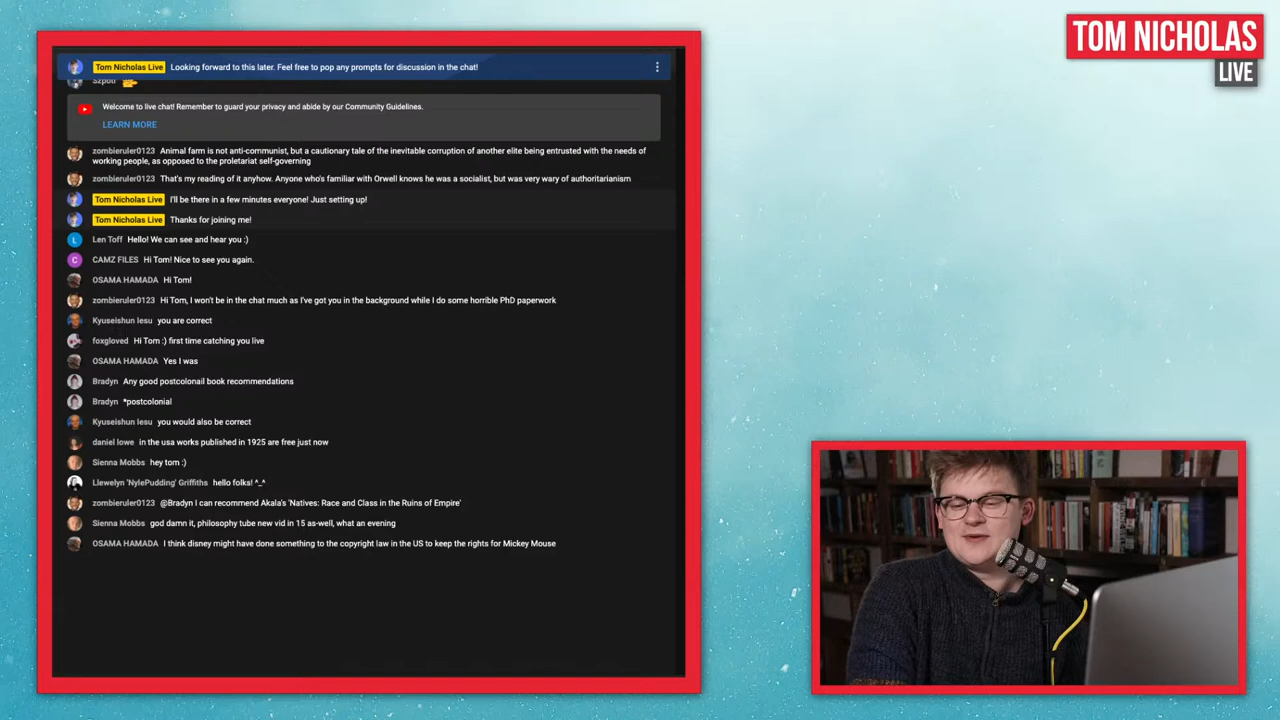 TOM NICHOLAS
LIVE
Tom Nicholas Live Looking forward to this later. Feel free to pop any prompts for discussion in the chat!
Szpoti
Welcome to live chat! Remember to guard your privacy and abide by our Community Guidelines.
LEARN MORE
zombieruler0123 Animal farm is not anti-communist, but a cautionary tale of the inevitable corruption of another elite being entrusted with the needs of
working people, as opposed to the proletariat self-governing
zombieruler0123 That's my reading of it anyhow. Anyone who's familiar with Orwell knows he was a socialist, but was very wary of authoritarianism
Tom Nicholas Live I'll be there in a few minutes everyone! Just setting up!
Tom Nicholas Live Thanks for joining me!
L Len Toff Hello! We can see and hear you :)
C CAMZ FILES Hi Tom! Nice to see you again.
OSAMA HAMADA Hi Tom!
zombieruler0123 Hi Tom, I won't be in the chat much as I've got you in the background while I do some horrible PhD paperwork
Kyuseishun Iesu you are correct
foxgloved Hi Tom :) first time catching you live
OSAMA HAMADA Yes I was
Bradyn Any good postcolonail book recommendations
Bradyn *postcolonial
Kyuseishun Iesu you would also be correct
daniel lowe in the usa works published in 1925 are free just now
Sienna Mobbs hey tom :)
Llewelyn 'NylePudding' Griffiths hello folks! ^_^
zombieruler0123 @Bradyn I can recommend Akala's 'Natives: Race and Class in the Ruins of Empire'
Sienna Mobbs god damn it, philosophy tube new vid in 15 as-well, what an evening
OSAMA HAMADA I think disney might have done something to the copyright law in the US to keep the rights for Mickey Mouse